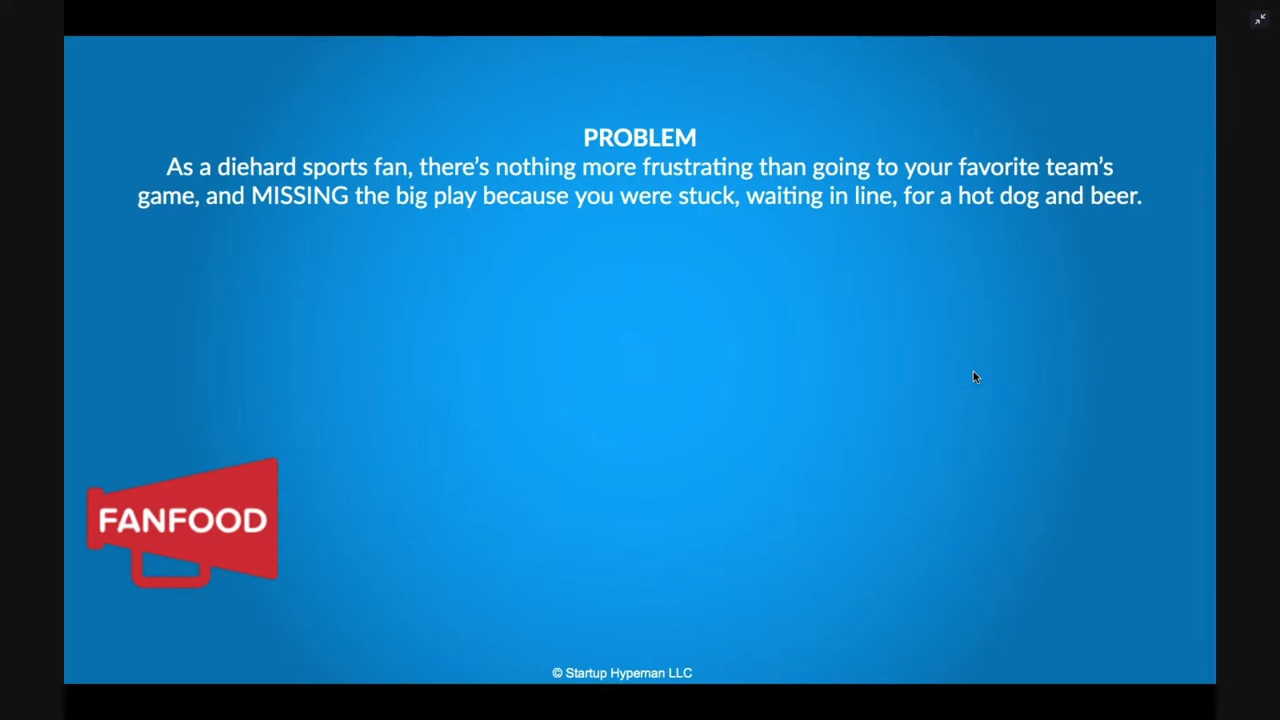 PROBLEM
As a diehard sports fan, there’s nothing more frustrating than going to your favorite team’s
game, and MISSING the big play because you were stuck, waiting in line, for a hot dog and beer.
FANFOOD
© Startup Hypeman LLC